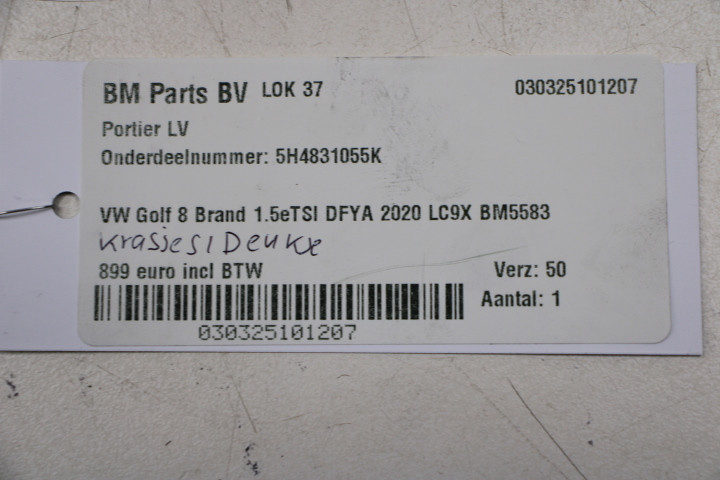 BM Parts BV LOK 37 030325101207
Portier LV
Onderdeelnummer: 5H4831055K
VW Golf 8 Brand 1.5eTSI DFYA 2020 LC9X BM5583
Krasjes / Deukje
899 euro incl BTW Verz: 50
Aantal: 1
030325101207